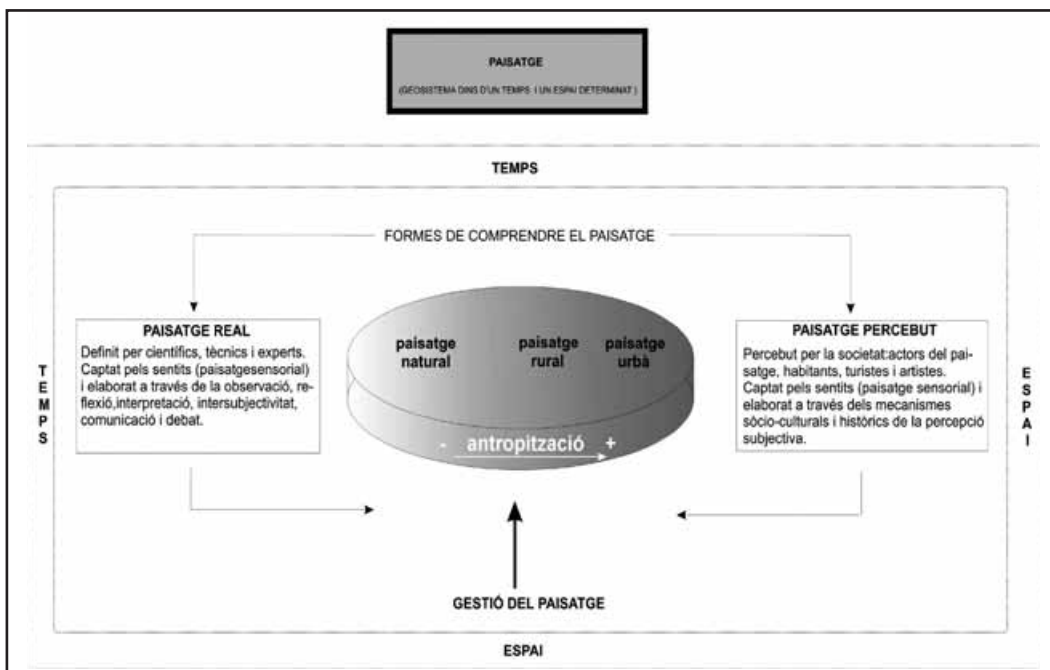 PAISATGE
(GEOSISTEMA DINS D'UN TEMPS I UN ESPAI DETERMINAT )
TEMPS
FORMES DE COMPRENDRE EL PAISATGE
PAISATGE REAL
Definit per científics, tècnics i experts.
Captat pels sentits (paisatgesensorial)
i elaborat a través de la observació, re-
flexió,interpretació, intersubjectivitat,
comunicació i debat.
paisatge
natural
paisatge
rural
paisatge
urbà
- antropització +
PAISATGE PERCEBUT
Percebut per la societat:actors del pai-
satge, habitants, turistes i artistes.
Captat pels sentits (paisatge sensorial) i
elaborat a través dels mecanismes
sòcio-culturals i històrics de la percepció
subjectiva.
TEMPS
ESPAI
GESTIÓ DEL PAISATGE
ESPAI